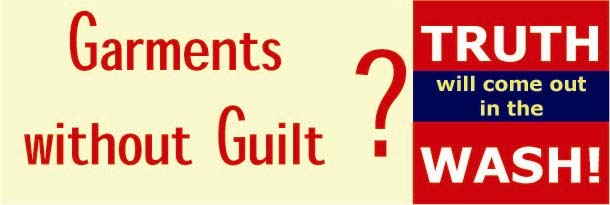 Garments
without Guilt ?
TRUTH
will come out
in the
WASH!